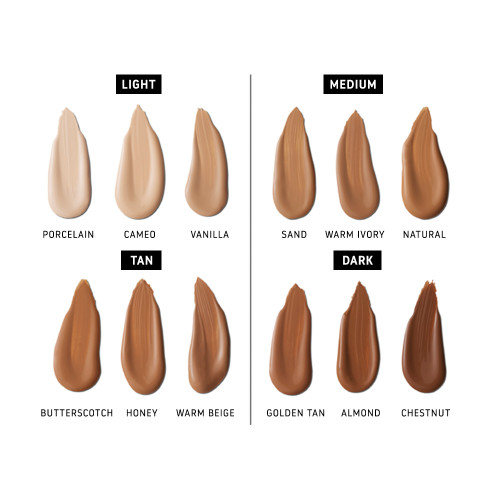 LIGHT
PORCELAIN CAMEO VANILLA
MEDIUM
SAND WARM IVORY NATURAL
TAN
BUTTERSCOTCH HONEY WARM BEIGE
DARK
GOLDEN TAN ALMOND CHESTNUT